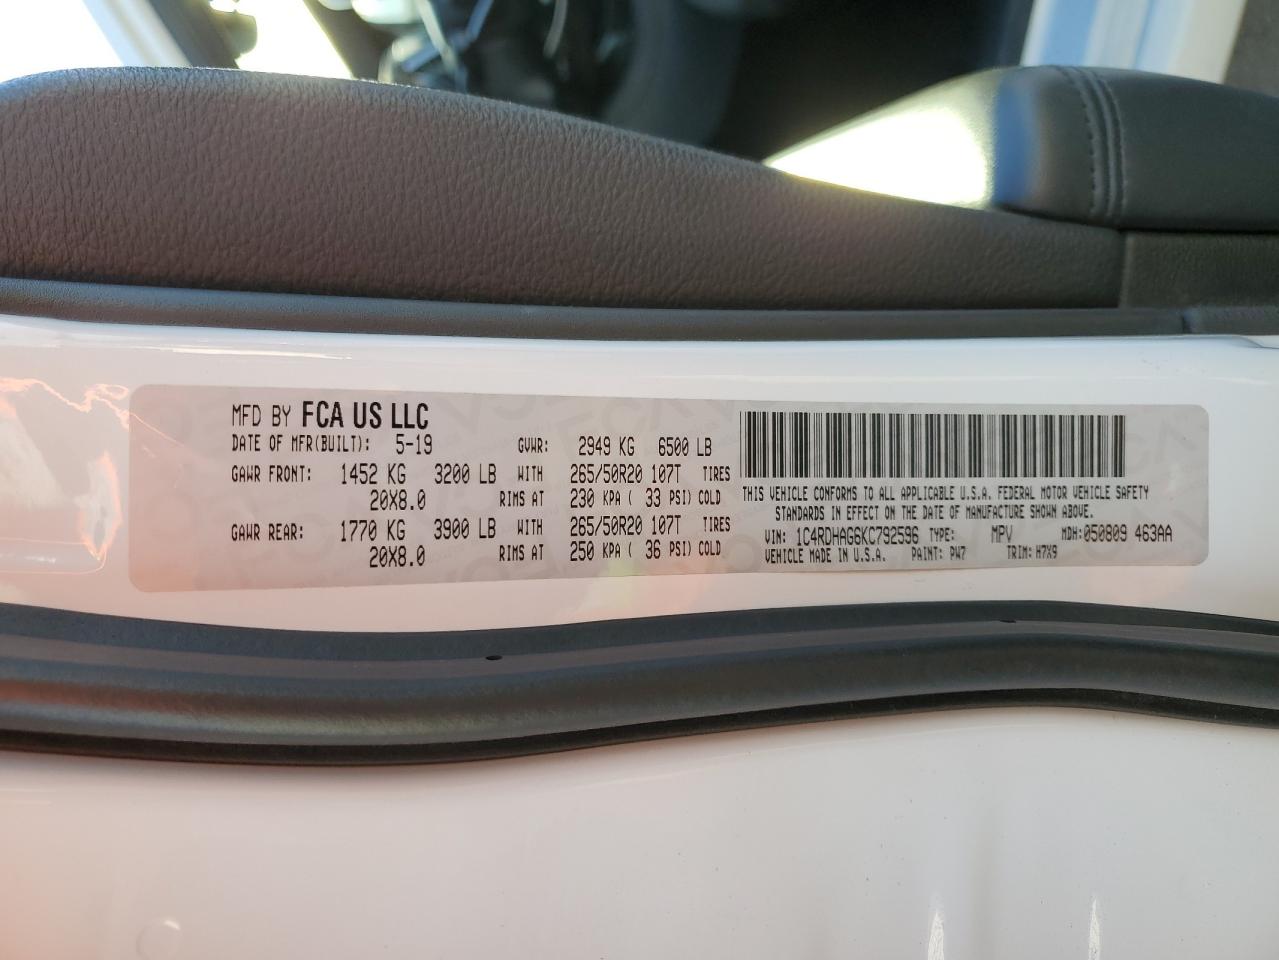 MFD BY FCA US LLC
DATE OF MFR(BUILT): 5-19 GVWR: 2949 KG 6500 LB
GAWR FRONT: 1452 KG 3200 LB WITH 265/50R20 107T TIRES
20X8.0 RIMS AT 230 KPA ( 33 PSI) COLD
GAWR REAR: 1770 KG 3900 LB WITH 265/50R20 107T TIRES
20X8.0 RIMS AT 250 KPA ( 36 PSI) COLD
THIS VEHICLE CONFORMS TO ALL APPLICABLE U.S.A. FEDERAL MOTOR VEHICLE SAFETY
STANDARDS IN EFFECT ON THE DATE OF MANUFACTURE SHOWN ABOVE.
VIN: 1C4RDHAG6KC792596 TYPE: MPV MDH:050809 463AA
VEHICLE MADE IN U.S.A. PAINT: PW7 TRIM: H7X9